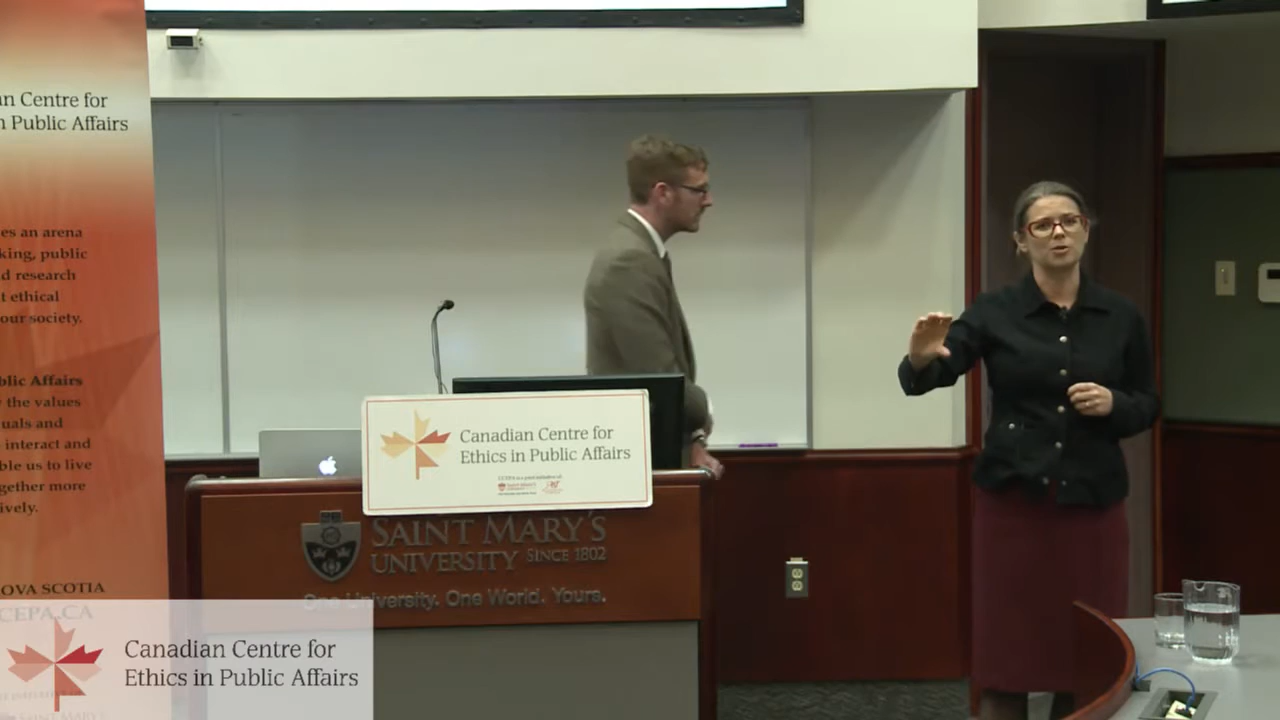 an Centre for
n Public Affairs
es an arena
king, public
d research
t ethical
our society.
blic Affairs
the values
uals and
interact and
ble us to live
gether more
ively.
OVA SCOTIA
CEPA.CA
Canadian Centre for
Ethics in Public Affairs
SAINT MARY'S
UNIVERSITY SINCE 1802
One University. One World. Yours.
Canadian Centre for
Ethics in Public Affairs